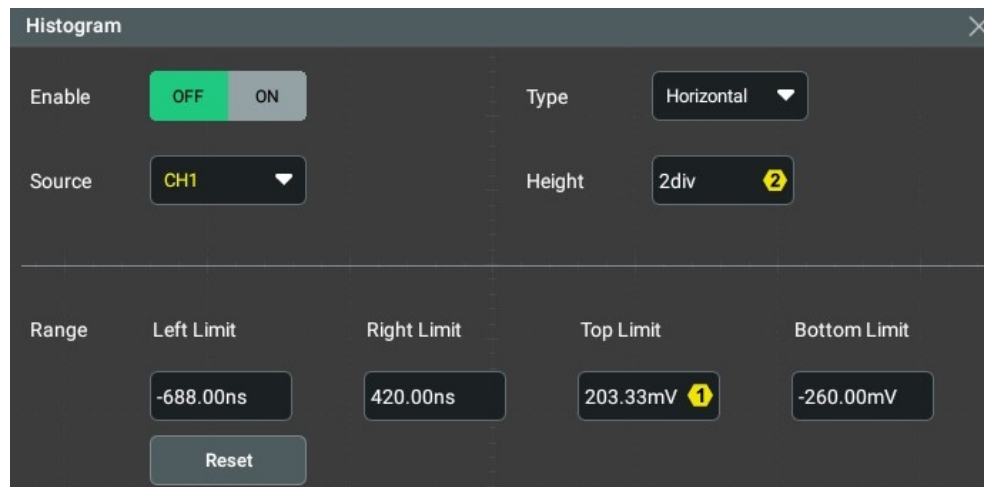 Histogram
Enable OFF ON Type Horizontal
Source CH1 Height 2div 2
Range Left Limit Right Limit Top Limit Bottom Limit
-688.00ns 420.00ns 203.33mV 1 -260.00mV
Reset